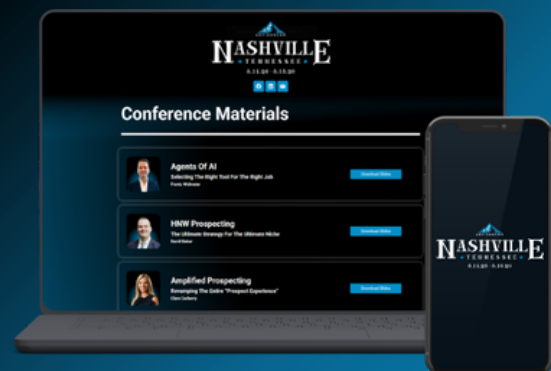 NASHVILLE
TENNESSEE
Conference Materials
Agents Of AI
Selecting The Right Tool For The Right Job
Download Slides
HNW Prospecting
The Ultimate Strategy For The Ultimate Niche
David Baker
Download Slides
Amplified Prospecting
Revamping The Entire "Prospect Experience"
Download Slides
NASHVILLE
TENNESSEE